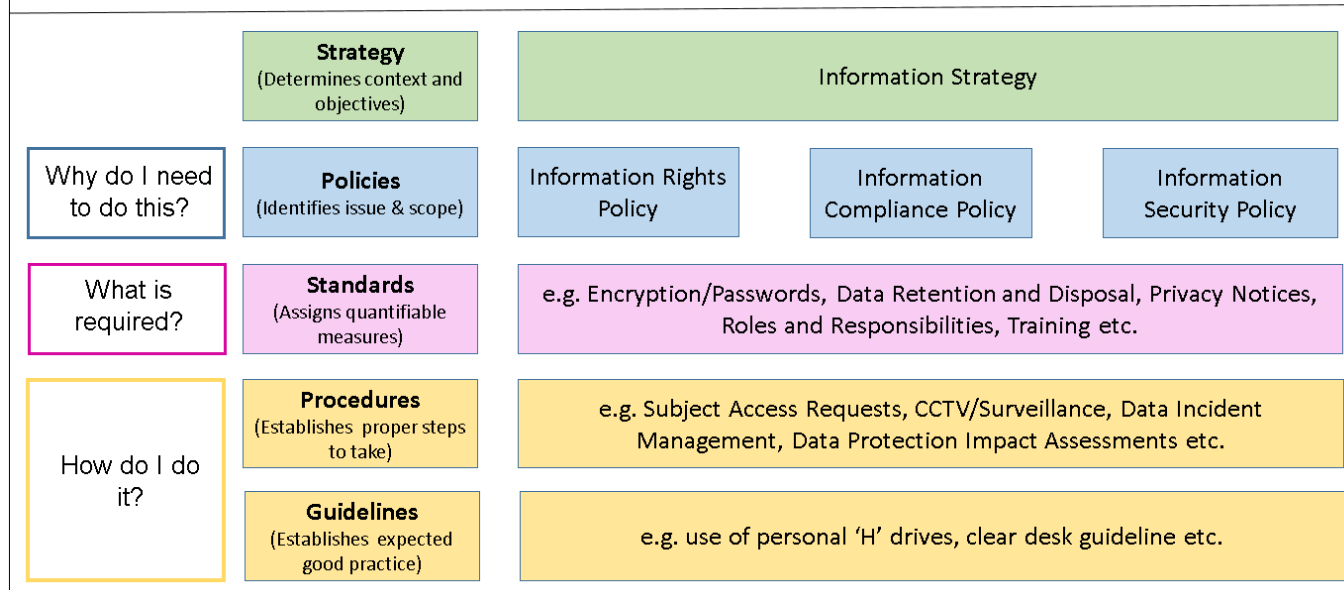 Strategy
(Determines context and
objectives)
Information Strategy
Why do I need
to do this?
Policies
(Identifies issue & scope)
Information Rights
Policy
Information
Compliance Policy
Information
Security Policy
What is
required?
Standards
(Assigns quantifiable
measures)
e.g. Encryption/Passwords, Data Retention and Disposal, Privacy Notices,
Roles and Responsibilities, Training etc.
How do I do
it?
Procedures
(Establishes proper steps
to take)
e.g. Subject Access Requests, CCTV/Surveillance, Data Incident
Management, Data Protection Impact Assessments etc.
Guidelines
(Establishes expected
good practice)
e.g. use of personal ‘H’ drives, clear desk guideline etc.